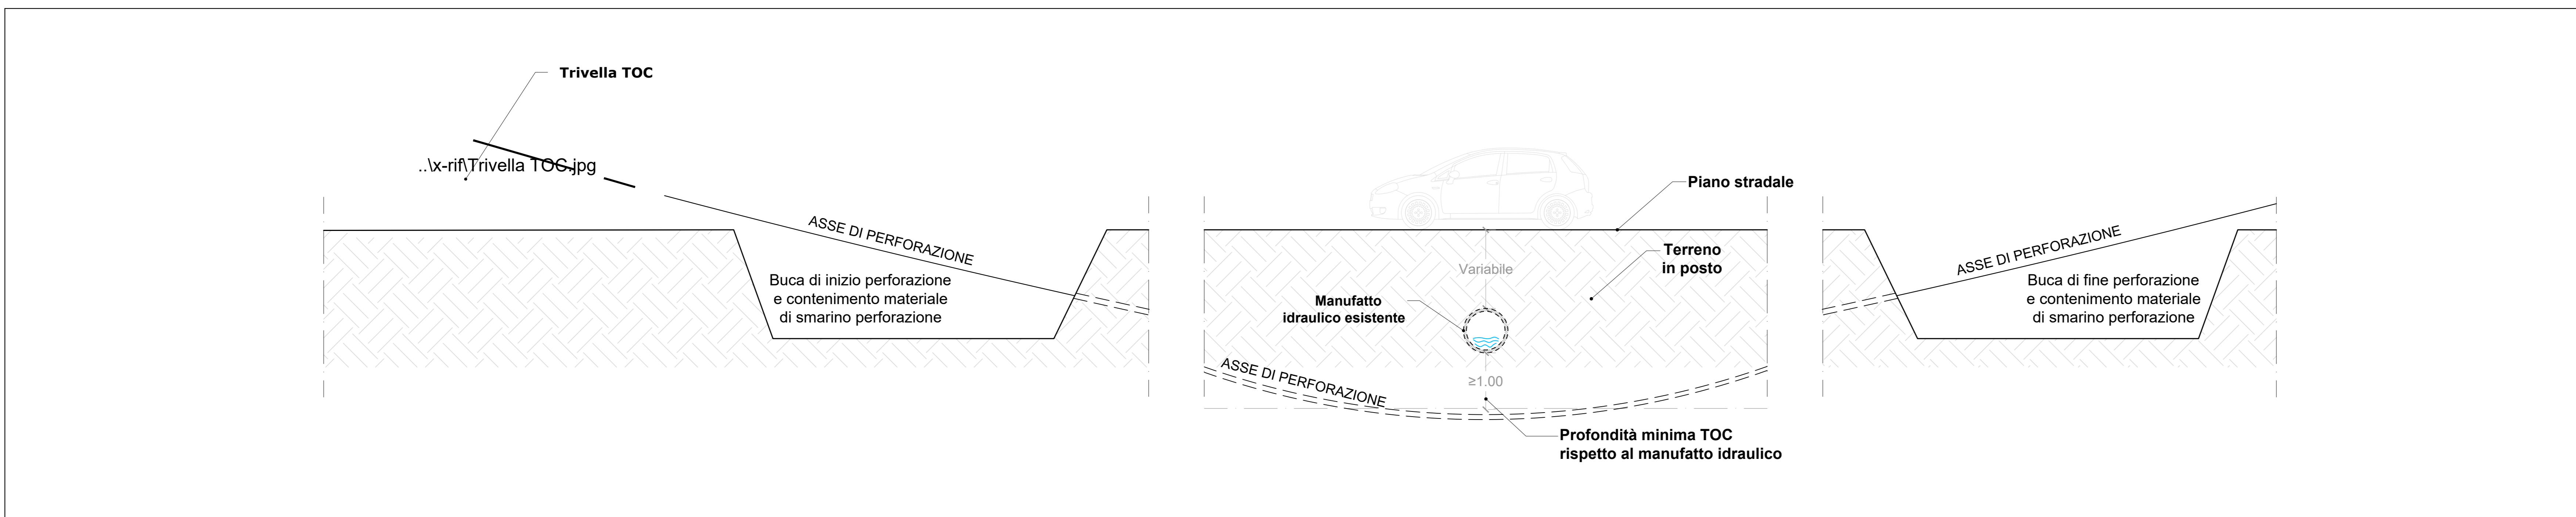 Trivella TOC
..\x-rif\Trivella TOC.jpg
ASSE DI PERFORAZIONE
Buca di inizio perforazione
e contenimento materiale
di smarino perforazione
Piano stradale
Terreno
in posto
Variabile
Manufatto
idraulico esistente
ASSE DI PERFORAZIONE
≥1.00
Profondità minima TOC
rispetto al manufatto idraulico
ASSE DI PERFORAZIONE
Buca di fine perforazione
e contenimento materiale
di smarino perforazione